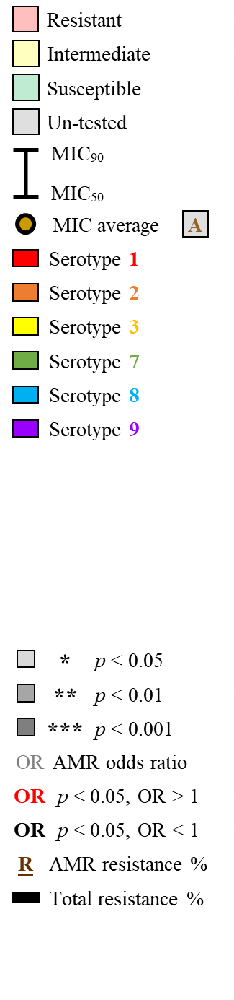 Resistant
Intermediate
Susceptible
Un-tested
MIC₉₀
MIC₅₀
MIC average A
Serotype 1
Serotype 2
Serotype 3
Serotype 7
Serotype 8
Serotype 9
* p < 0.05
** p < 0.01
*** p < 0.001
OR AMR odds ratio
OR p < 0.05, OR > 1
OR p < 0.05, OR < 1
R AMR resistance %
Total resistance %